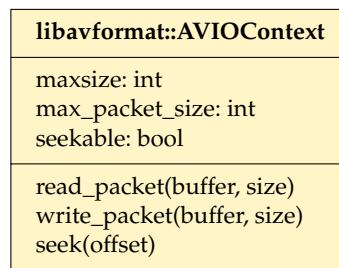 libavformat::AVIOContext
maxsize: int
max_packet_size: int
seekable: bool
read_packet(buffer, size)
write_packet(buffer, size)
seek(offset)